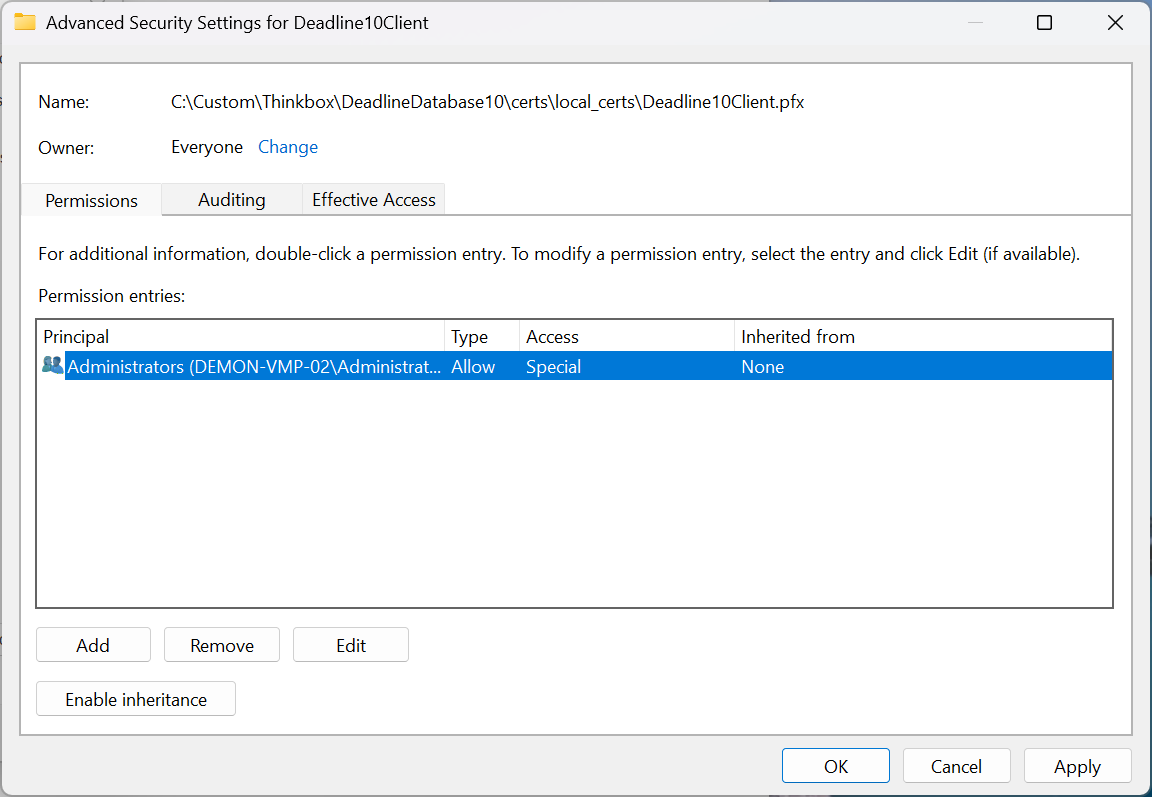 Advanced Security Settings for Deadline10Client
Name: C:\Custom\Thinkbox\DeadlineDatabase10\certs\local_certs\Deadline10Client.pfx
Owner: Everyone Change
Permissions Auditing Effective Access
For additional information, double-click a permission entry. To modify a permission entry, select the entry and click Edit (if available).
Permission entries:
Principal Type Access Inherited from
Administrators (DEMON-VMP-02\Administrat... Allow Special None
Add Remove Edit
Enable inheritance
OK Cancel Apply